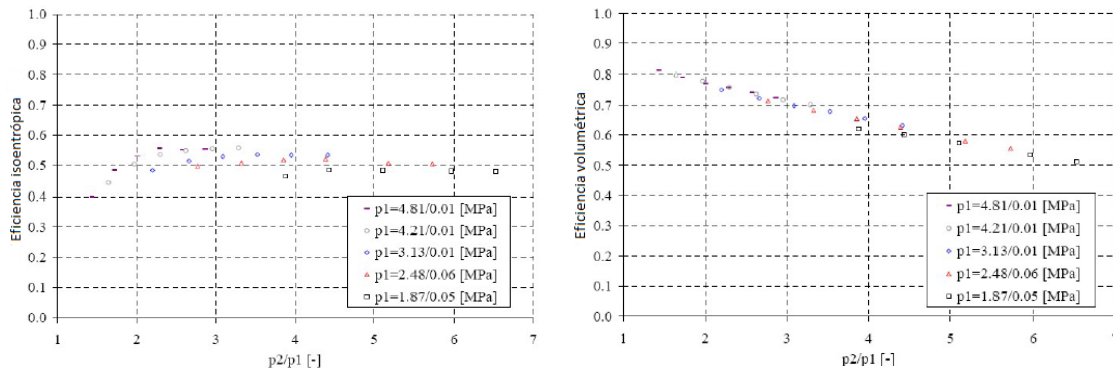 1.0
0.9
0.8
0.7
0.6
0.5
0.4
0.3
0.2
0.1
0.0
Eficiencia isoentrópica
p1=4.81/0.01 [MPa]
p1=4.21/0.01 [MPa]
p1=3.13/0.01 [MPa]
p1=2.48/0.06 [MPa]
p1=1.87/0.05 [MPa]
1 2 3 4 5 6 7
p2/p1 [-]
1.0
0.9
0.8
0.7
0.6
0.5
0.4
0.3
0.2
0.1
0.0
Eficiencia volumétrica
p1=4.81/0.01 [MPa]
p1=4.21/0.01 [MPa]
p1=3.13/0.01 [MPa]
p1=2.48/0.06 [MPa]
p1=1.87/0.05 [MPa]
1 2 3 4 5 6 7
p2/p1 [-]